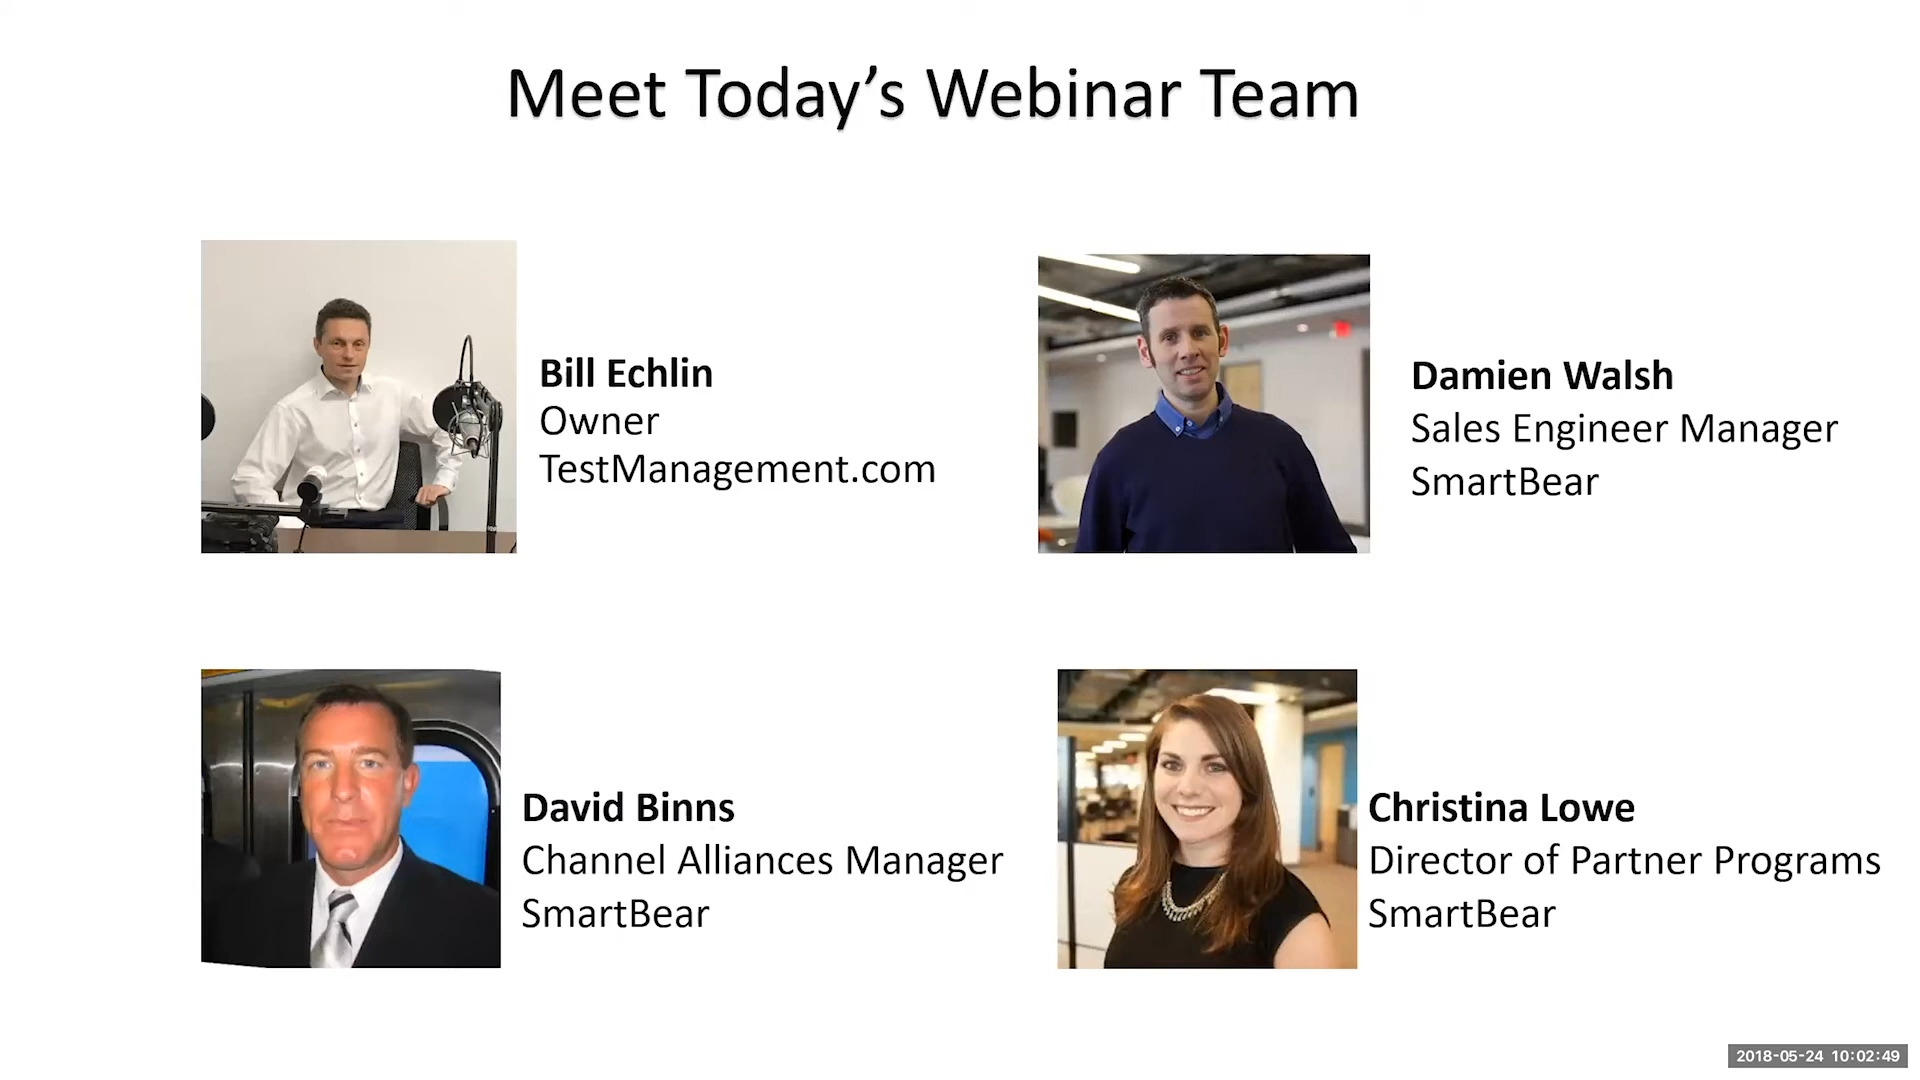 Meet Today’s Webinar Team
Bill Echlin
Owner
TestManagement.com
Damien Walsh
Sales Engineer Manager
SmartBear
David Binns
Channel Alliances Manager
SmartBear
Christina Lowe
Director of Partner Programs
SmartBear
2018-05-24 10:02:49